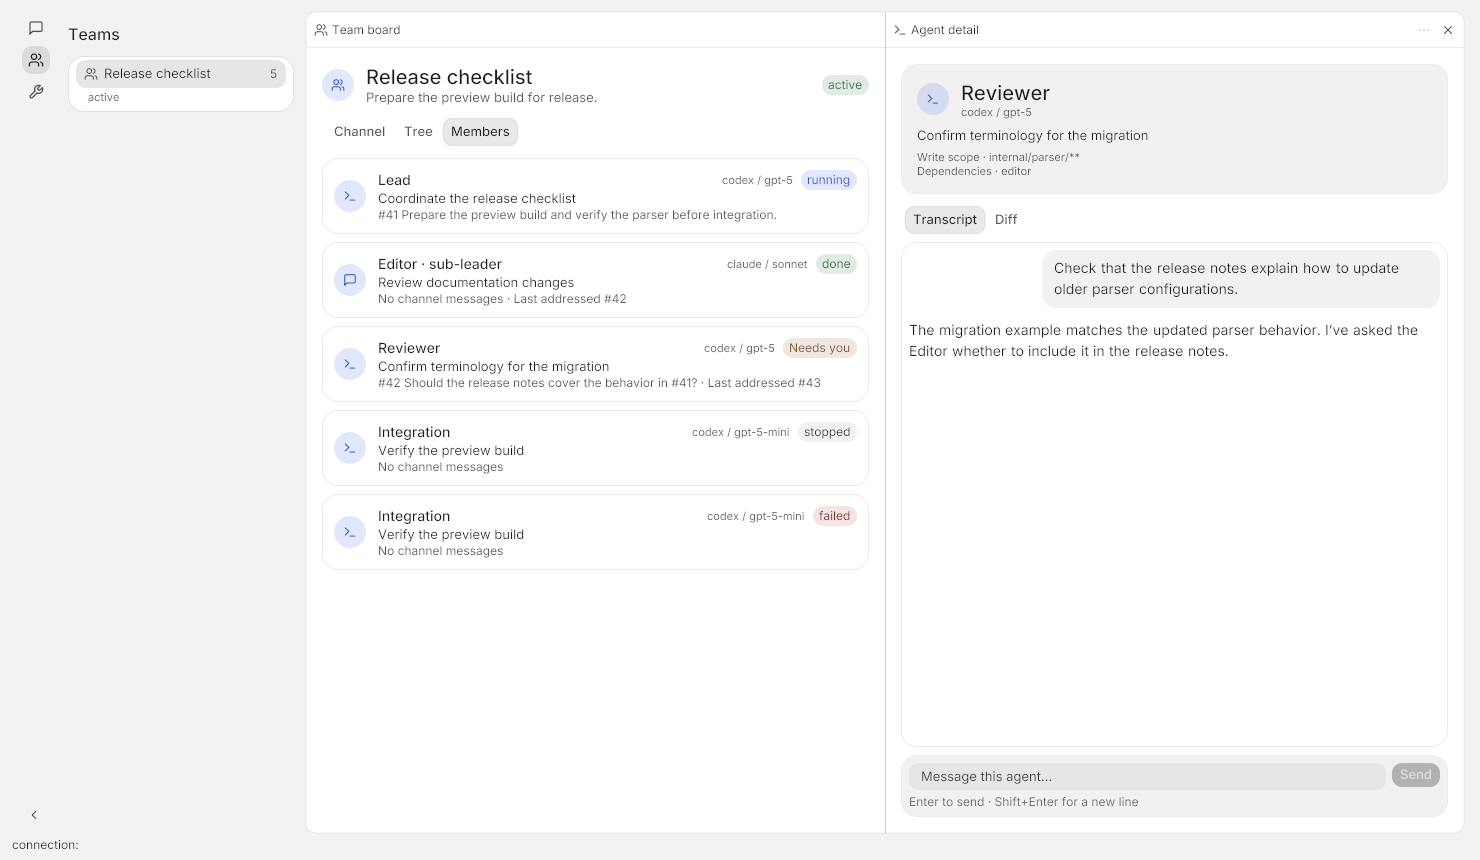 Teams
Release checklist 5
active
connection:
Team board
Release checklist
Prepare the preview build for release.
active
Channel Tree Members
Lead codex / gpt-5 running
Coordinate the release checklist
#41 Prepare the preview build and verify the parser before integration.
Editor · sub-leader claude / sonnet done
Review documentation changes
No channel messages · Last addressed #42
Reviewer codex / gpt-5 Needs you
Confirm terminology for the migration
#42 Should the release notes cover the behavior in #41? · Last addressed #43
Integration codex / gpt-5-mini stopped
Verify the preview build
No channel messages
Integration codex / gpt-5-mini failed
Verify the preview build
No channel messages
Agent detail
Reviewer
codex / gpt-5
Confirm terminology for the migration
Write scope · internal/parser/**
Dependencies · editor
Transcript Diff
Check that the release notes explain how to update
older parser configurations.
The migration example matches the updated parser behavior. I’ve asked the
Editor whether to include it in the release notes.
Message this agent… Send
Enter to send · Shift+Enter for a new line